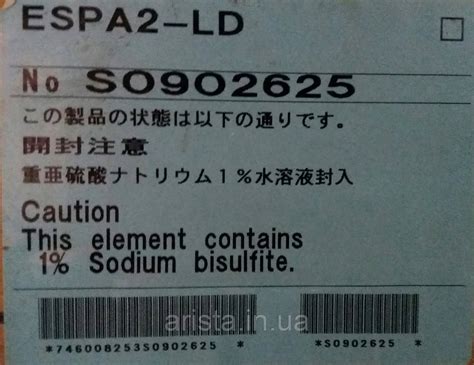 ESPA2-LD
No SO902625
この製品の状態は以下の通りです。
開封注意
重亜硫酸ナトリウム1%水溶液封入
Caution
This element contains
1% Sodium bisulfite.
arista.in.ua
*746008253S0902625 *
*S0902625 *